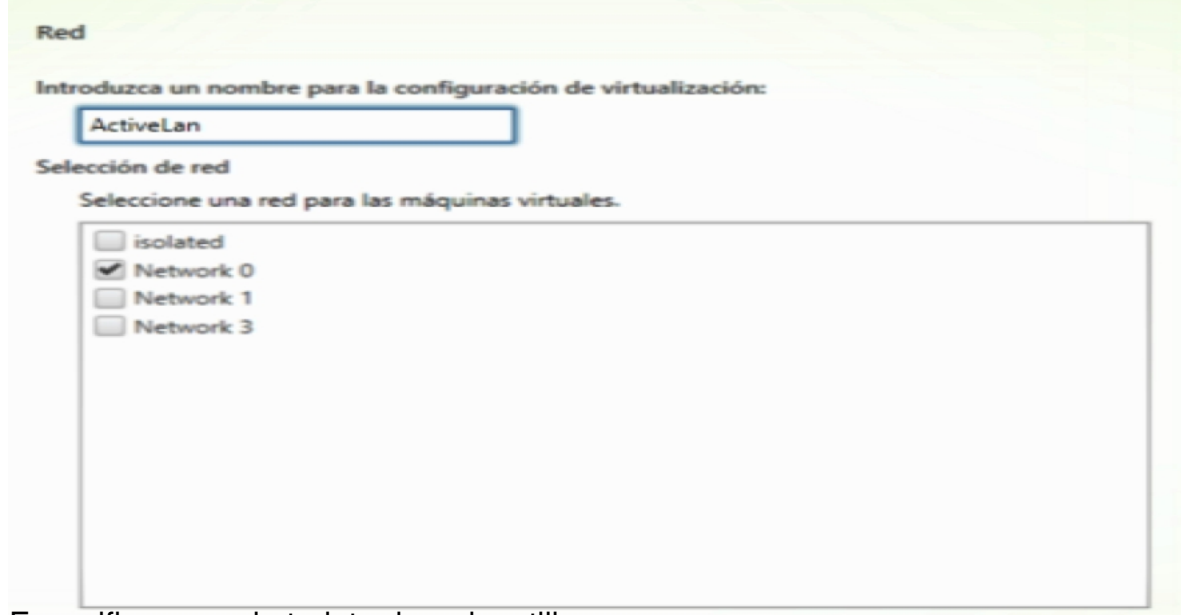 Red
Introduzca un nombre para la configuración de virtualización:
ActiveLan
Selección de red
Seleccione una red para las máquinas virtuales.
isolated
Network 0
Network 1
Network 3